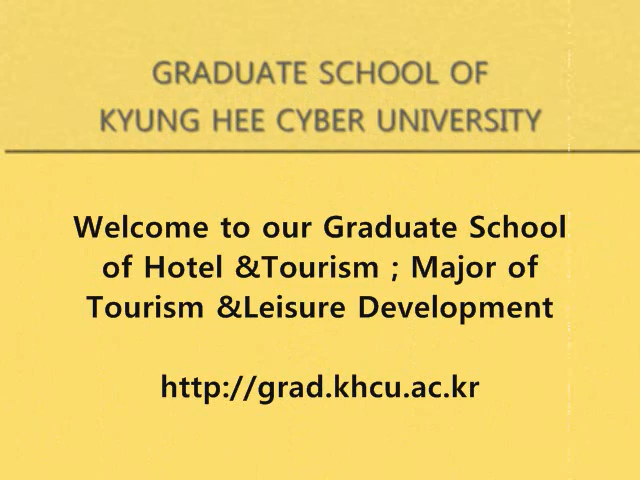 GRADUATE SCHOOL OF
KYUNG HEE CYBER UNIVERSITY
Welcome to our Graduate School
of Hotel &Tourism ; Major of
Tourism &Leisure Development
http://grad.khcu.ac.kr